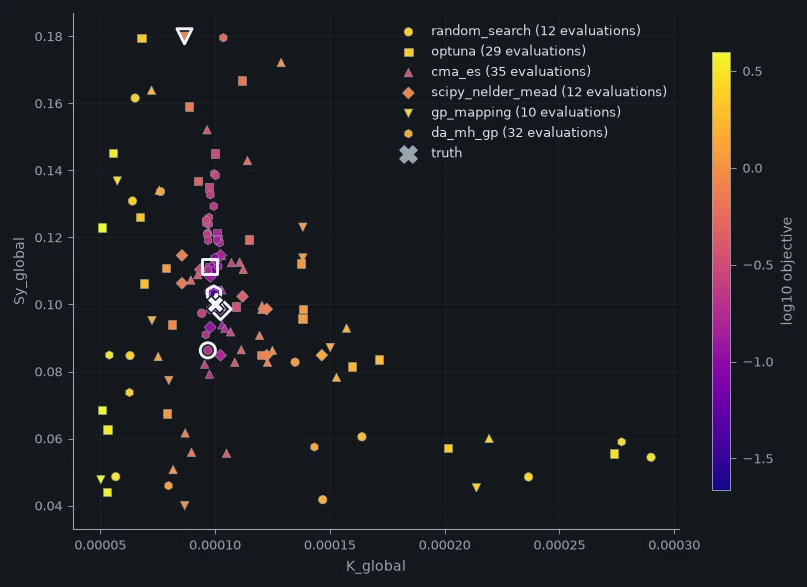 random_search (12 evaluations)
optuna (29 evaluations)
cma_es (35 evaluations)
scipy_nelder_mead (12 evaluations)
gp_mapping (10 evaluations)
da_mh_gp (32 evaluations)
truth
Sy_global
0.18
0.16
0.14
0.12
0.10
0.08
0.06
0.04
0.00005
0.00010
0.00015
0.00020
0.00025
0.00030
K_global
0.5
0.0
−0.5
−1.0
−1.5
log10 objective